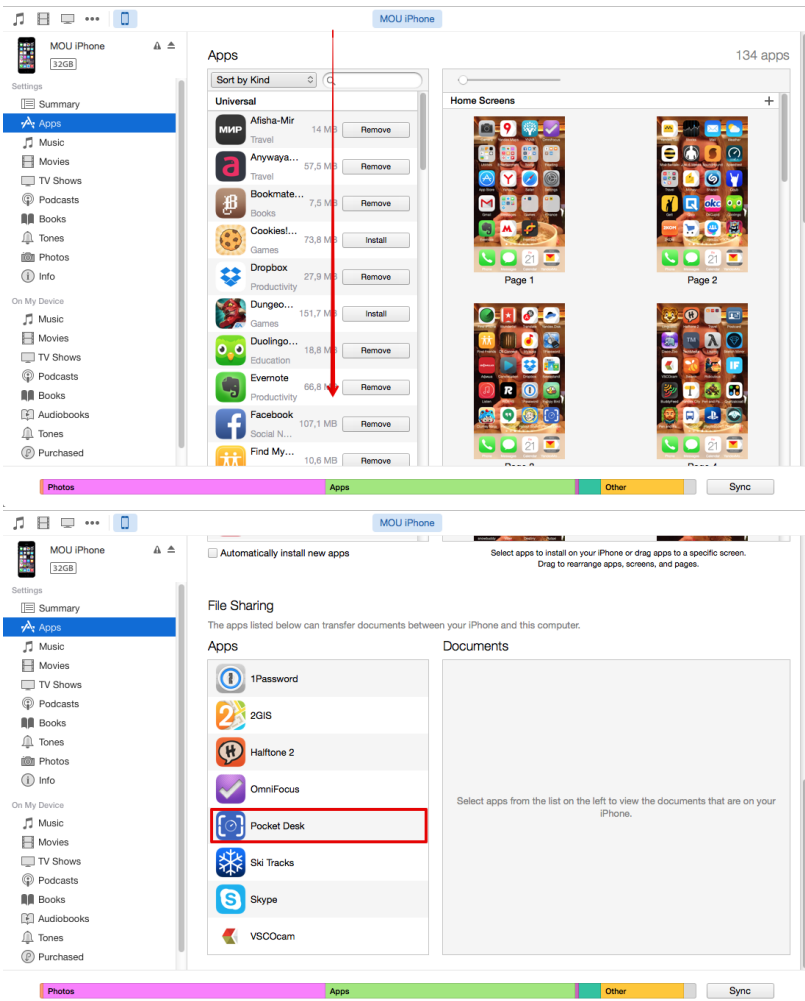 MOU iPhone
MOU iPhone
32GB
Settings
Summary
Apps
Music
Movies
TV Shows
Podcasts
Books
Tones
Photos
Info
On My Device
Music
Movies
TV Shows
Podcasts
Books
Audiobooks
Tones
Purchased
Apps
134 apps
Sort by Kind
Universal
Afisha-Mir
Travel
14 MB
Remove
Anywaya...
Travel
57,5 MB
Remove
Bookmate...
Books
7,5 MB
Remove
Cookies!...
Games
73,8 MB
Install
Dropbox
Productivity
27,9 MB
Remove
Dungeo...
Games
151,7 MB
Install
Duolingo...
Education
18,8 MB
Remove
Evernote
Productivity
66,8 MB
Remove
Facebook
Social N...
107,1 MB
Remove
Find My...
10,6 MB
Remove
Home Screens
Page 1
Page 2
Page 3
Page 4
Photos
Apps
Other
Sync
MOU iPhone
MOU iPhone
32GB
Settings
Summary
Apps
Music
Movies
TV Shows
Podcasts
Books
Tones
Photos
Info
On My Device
Music
Movies
TV Shows
Podcasts
Books
Audiobooks
Tones
Purchased
Automatically install new apps
Select apps to install on your iPhone or drag apps to a specific screen.
Drag to rearrange apps, screens, and pages.
File Sharing
The apps listed below can transfer documents between your iPhone and this computer.
Apps
Documents
1Password
2GIS
Halftone 2
OmniFocus
Pocket Desk
Ski Tracks
Skype
VSCOcam
Select apps from the list on the left to view the documents that are on your
iPhone.
Photos
Apps
Other
Sync